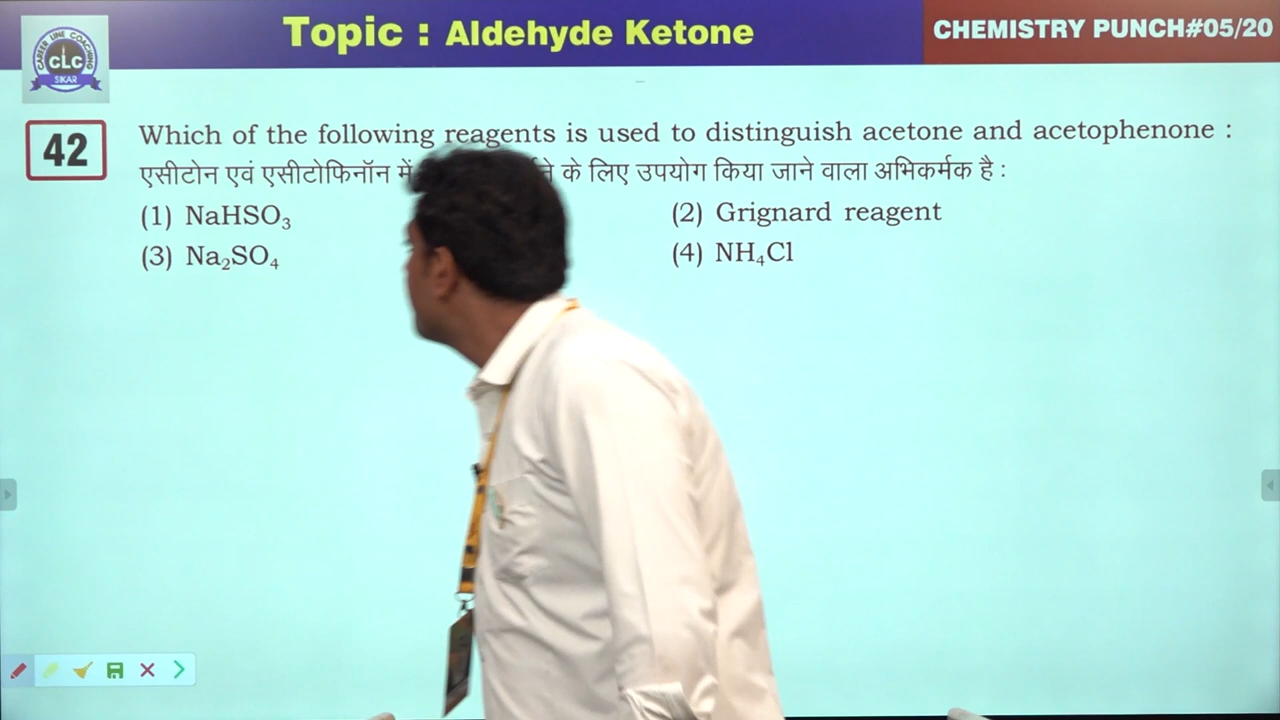 Topic : Aldehyde Ketone
CHEMISTRY PUNCH#05/20
CAREER LINE COACHING
CLC
SIKAR
42
Which of the following reagents is used to distinguish acetone and acetophenone :
एसीटोन एवं एसीटोफिनॉन में के लिए उपयोग किया जाने वाला अभिकर्मक है :
(1) NaHSO₃
(2) Grignard reagent
(3) Na₂SO₄
(4) NH₄Cl